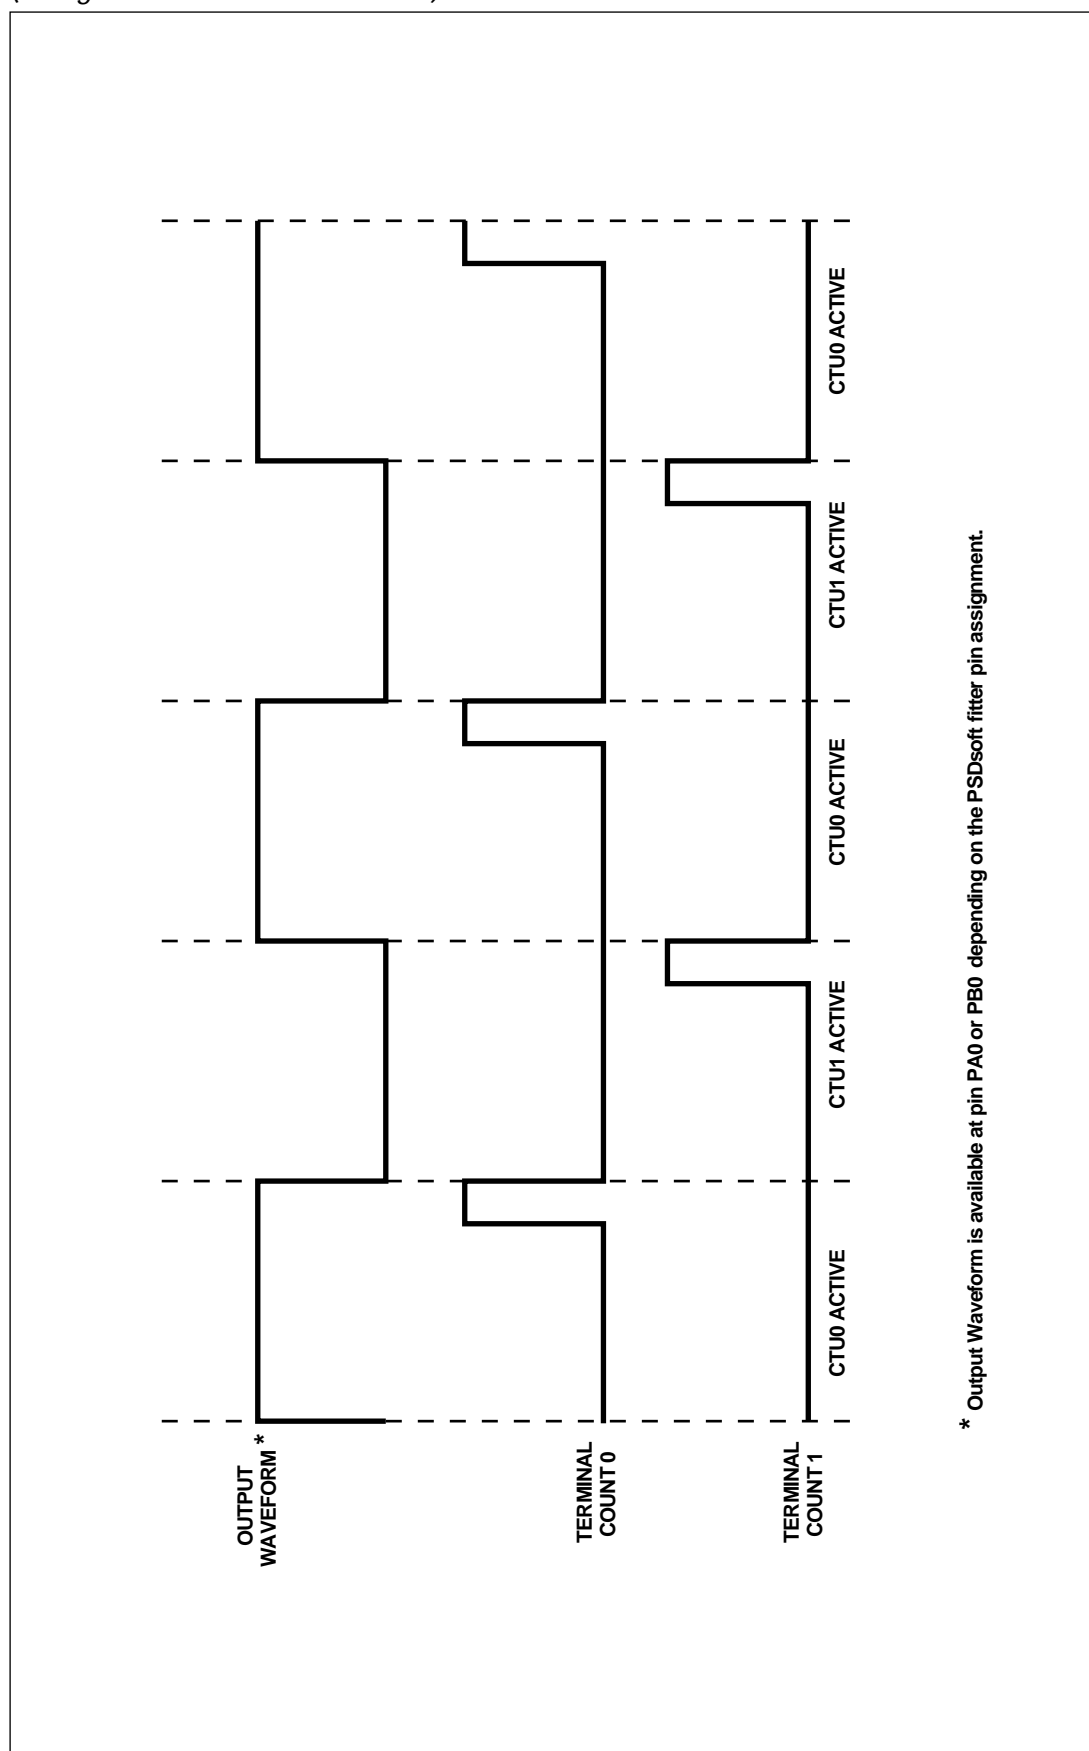 OUTPUT
WAVEFORM *
TERMINAL
COUNT 0
TERMINAL
COUNT 1
CTU0 ACTIVE
CTU1 ACTIVE
CTU0 ACTIVE
CTU1 ACTIVE
CTU0 ACTIVE
* Output Waveform is available at pin PA0 or PB0 depending on the PSDsoft fitter pin assignment.